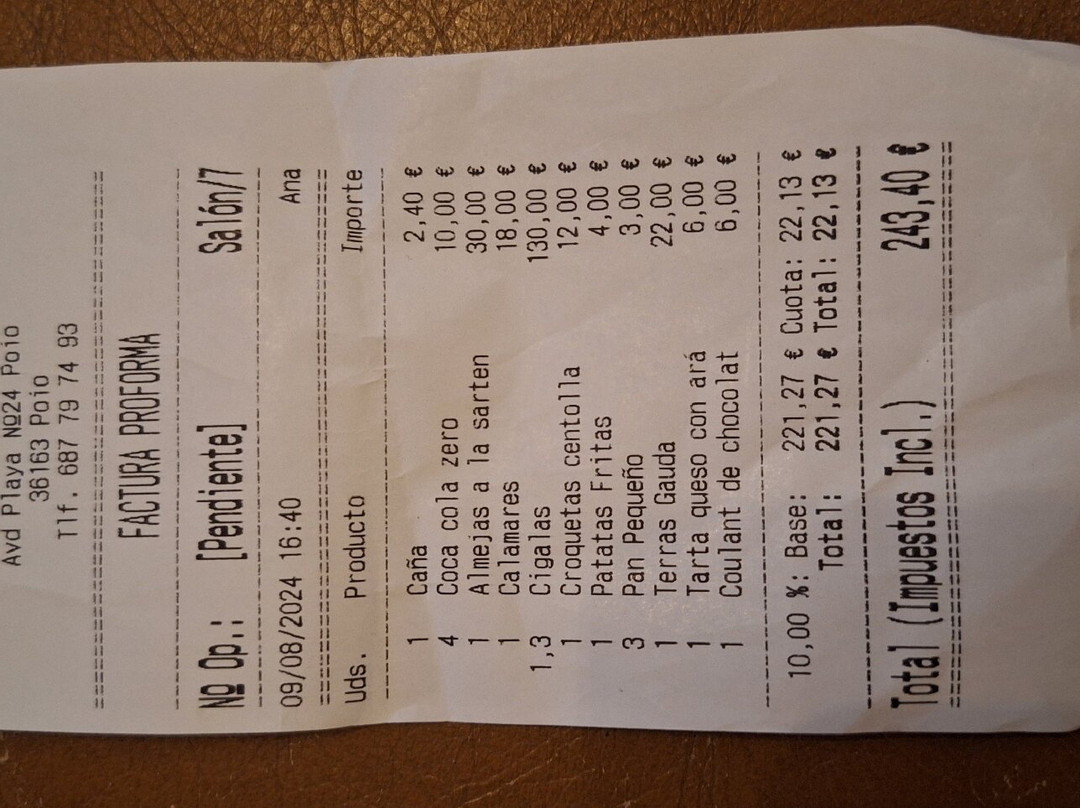 Avd Playa Nº24 Poio
36163 Poio
Tlf. 687 79 74 93
FACTURA PROFORMA
Nº Op.: [Pendiente] Salón/7
09/08/2024 16:40 Ana
Uds. Producto Importe
1 Caña 2,40 €
4 Coca cola zero 10,00 €
1 Almejas a la sarten 30,00 €
1 Calamares 18,00 €
1,3 Cigalas 130,00 €
1 Croquetas centolla 12,00 €
1 Patatas Fritas 4,00 €
3 Pan Pequeño 3,00 €
1 Terras Gauda 22,00 €
1 Tarta queso con ará 6,00 €
1 Coulant de chocolat 6,00 €
10,00 %: Base: 221,27 € Cuota: 22,13 €
Total: 221,27 € Total: 22,13 €
Total (Impuestos Incl.) 243,40 €